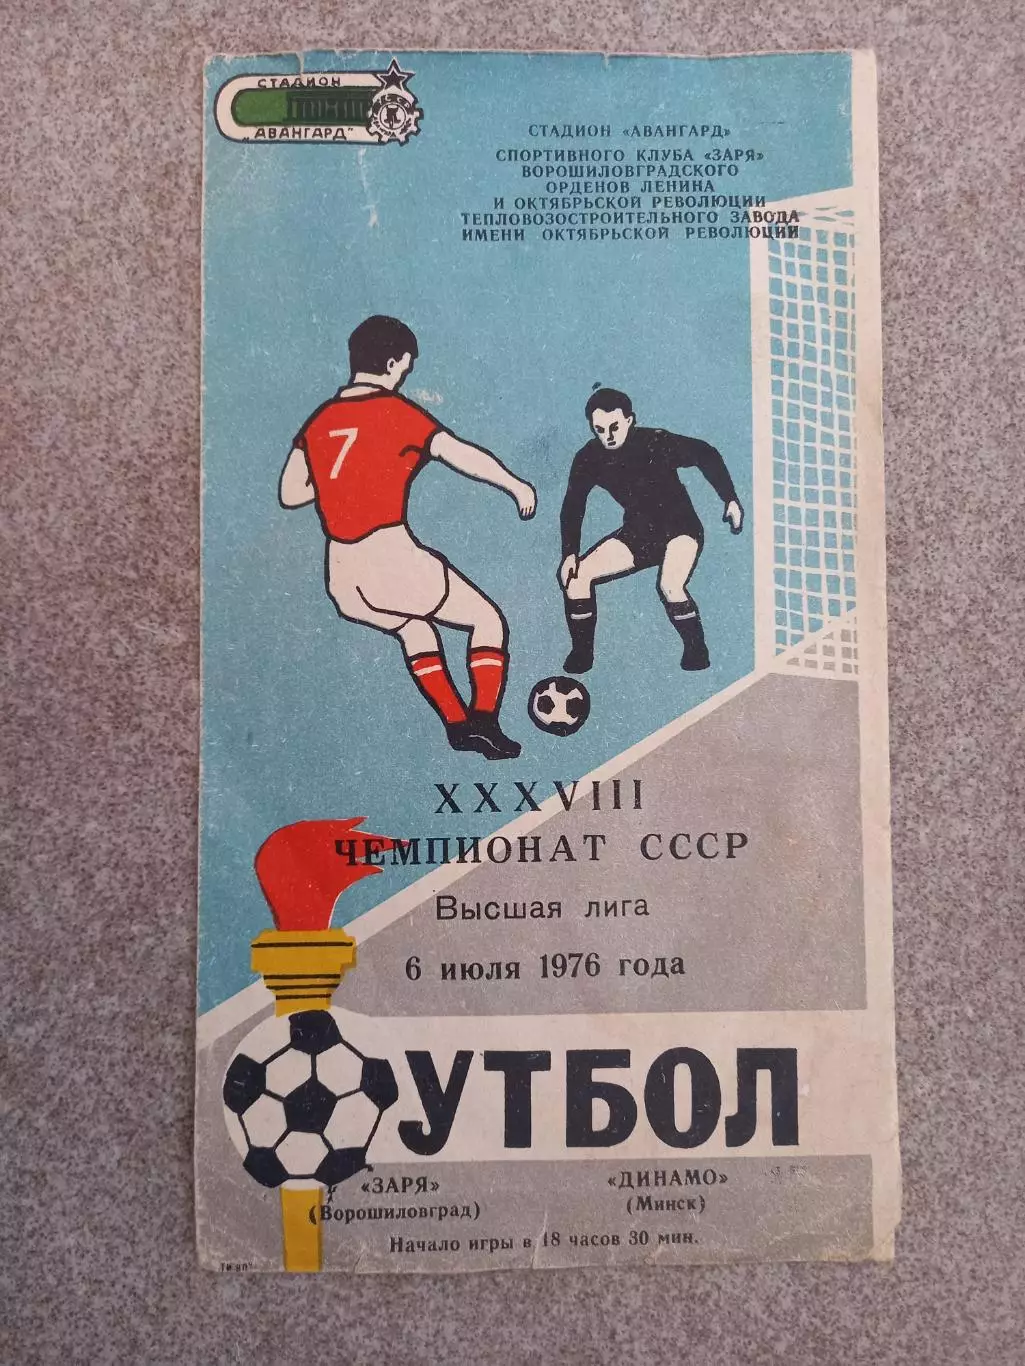 СТАДИОН
„АВАНГАРД"
СТАДИОН «АВАНГАРД»
СПОРТИВНОГО КЛУБА «ЗАРЯ»
ВОРОШИЛОВГРАДСКОГО
ОРДЕНОВ ЛЕНИНА
И ОКТЯБРЬСКОЙ РЕВОЛЮЦИИ
ТЕПЛОВОЗОСТРОИТЕЛЬНОГО ЗАВОДА
ИМЕНИ ОКТЯБРЬСКОЙ РЕВОЛЮЦИИ
7
XXXVIII
ЧЕМПИОНАТ СССР
Высшая лига
6 июля 1976 года
ФУТБОЛ
«ЗАРЯ»
(Ворошиловград)
«ДИНАМО»
(Минск)
Начало игры в 18 часов 30 мин.